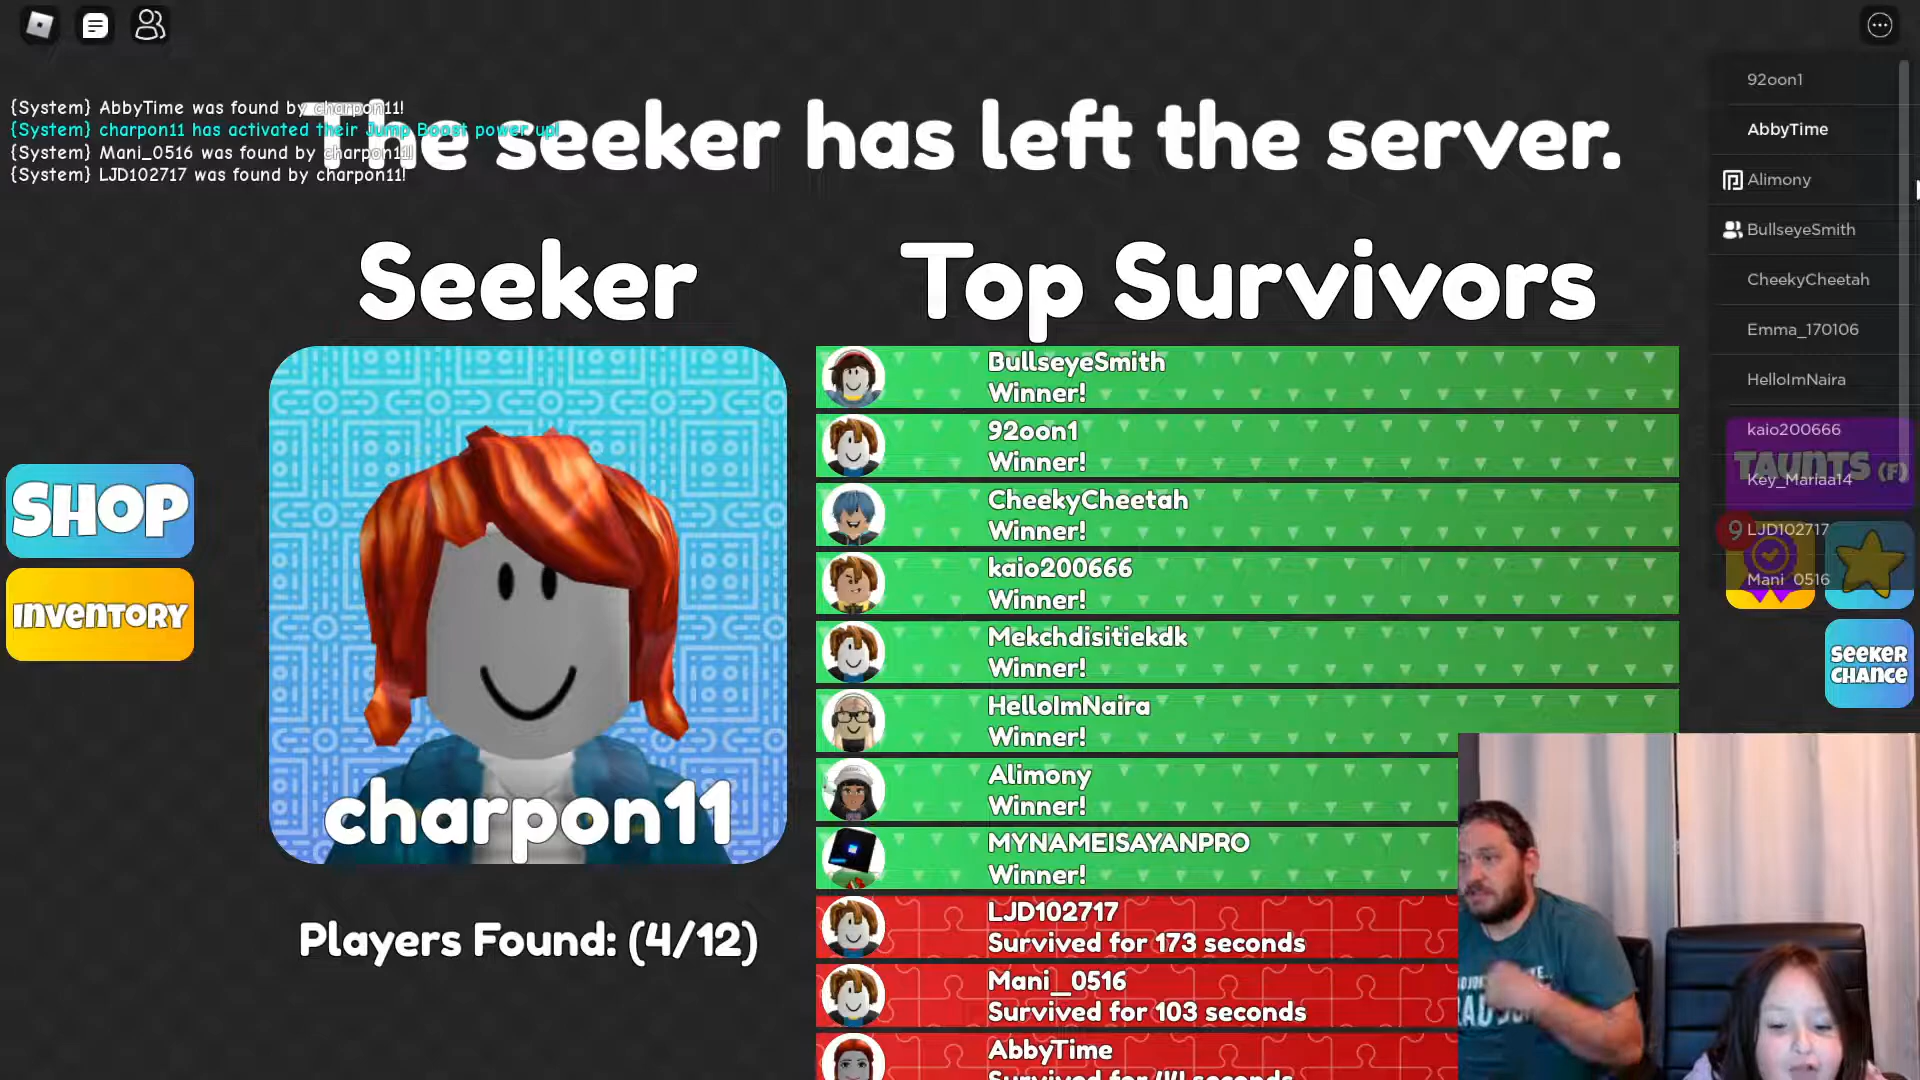 {System} AbbyTime was found by charpon11!
{System} charpon11 has activated their Jump Boost power up!
{System} Mani_0516 was found by charpon11!
{System} LJD102717 was found by charpon11!
The seeker has left the server.
Seeker
Top Survivors
charpon11
Players Found: (4/12)
BullseyeSmith
Winner!
92oon1
Winner!
CheekyCheetah
Winner!
kaio200666
Winner!
Mekchdisitiekdk
Winner!
HelloImNaira
Winner!
Alimony
Winner!
MYNAMEISAYANPRO
Winner!
LJD102717
Survived for 173 seconds
Mani_0516
Survived for 103 seconds
AbbyTime
Survived for seconds
SHOP
INVENTORY
92oon1
AbbyTime
Alimony
BullseyeSmith
CheekyCheetah
Emma_170106
HelloImNaira
kaio200666
TAUNTS (F)
Key_Mariaa14
9
LJD102717
Mani_0516
SEEKER
CHANCE